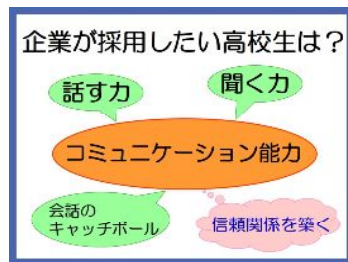 企業が採用したい高校生は？
話す力
聞く力
コミュニケーション能力
会話の
キャッチボール
信頼関係を築く